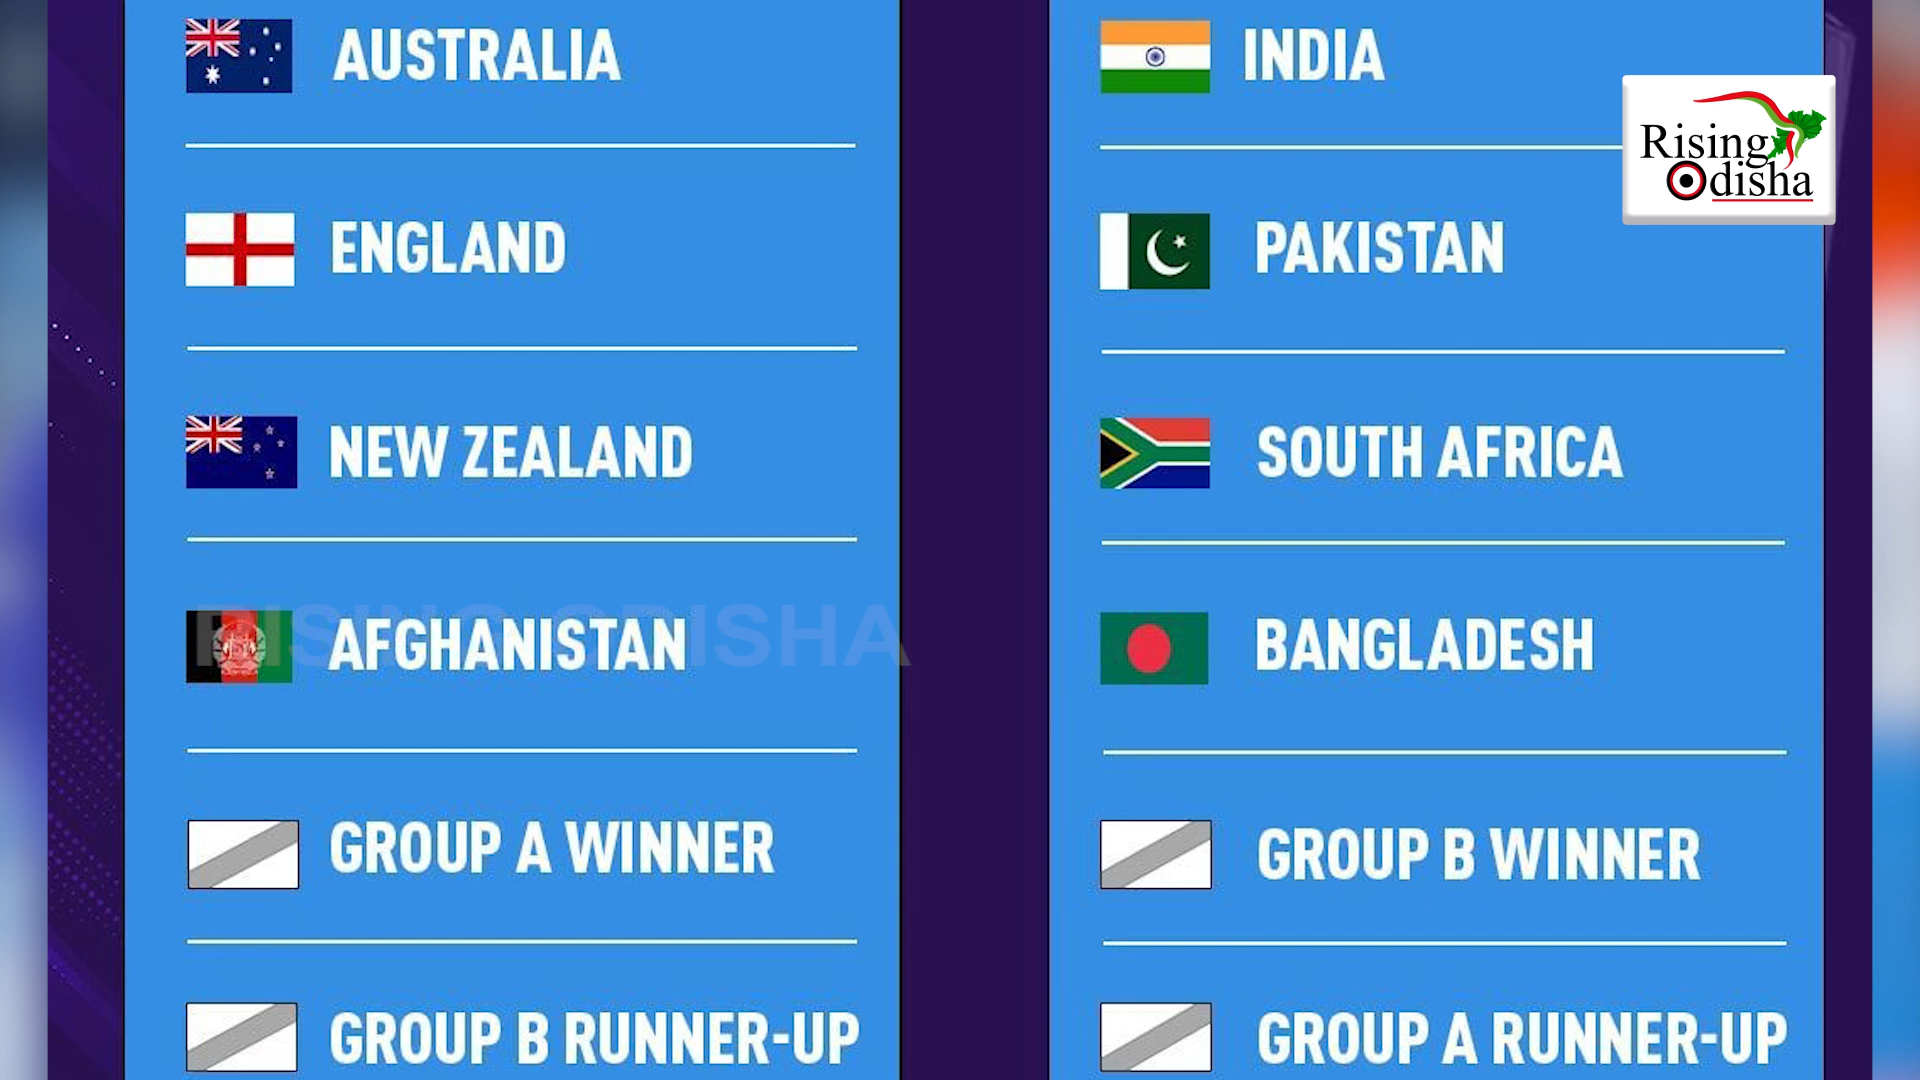 AUSTRALIA
ENGLAND
NEW ZEALAND
AFGHANISTAN
GROUP A WINNER
GROUP B RUNNER-UP
INDIA
PAKISTAN
SOUTH AFRICA
BANGLADESH
GROUP B WINNER
GROUP A RUNNER-UP
Rising
Odisha
RISING ODISHA